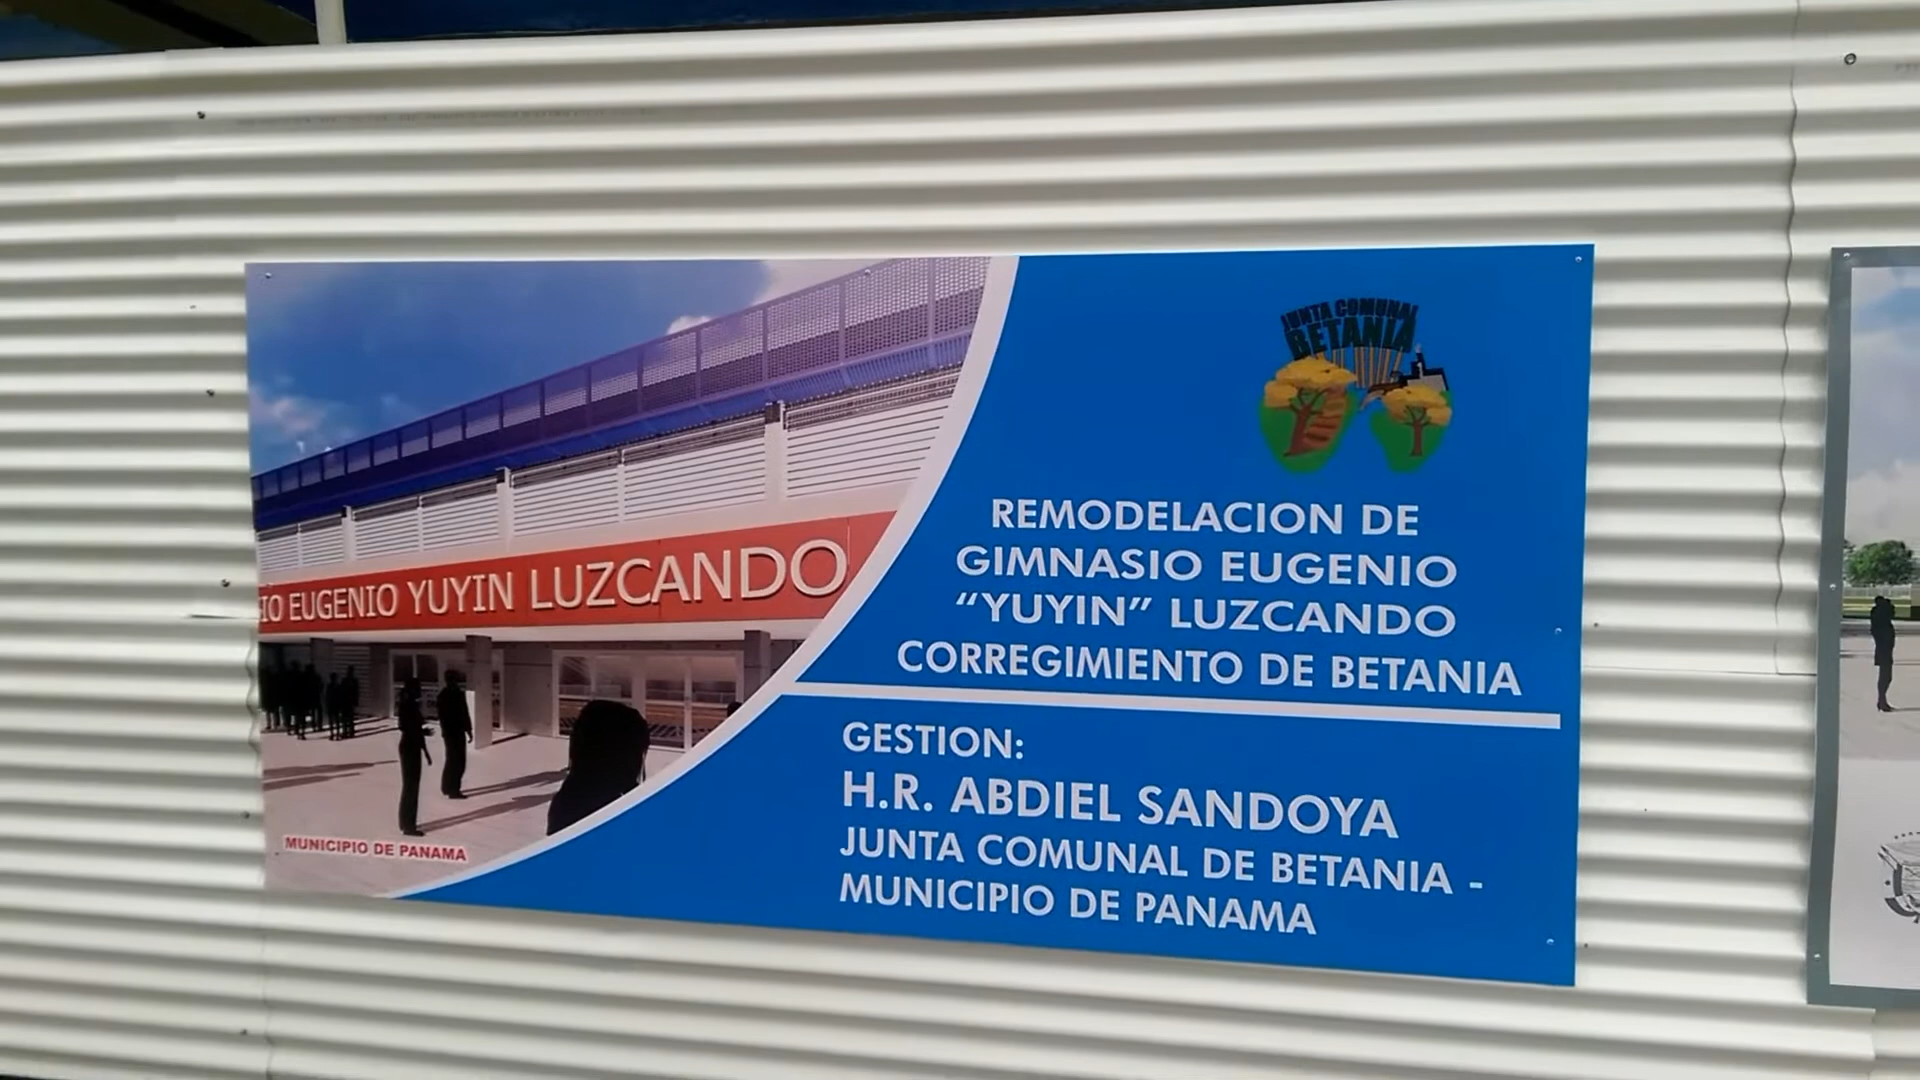 JUNTA COMUNAL
BETANIA
REMODELACION DE
GIMNASIO EUGENIO
“YUYIN” LUZCANDO
CORREGIMIENTO DE BETANIA
IO EUGENIO YUYIN LUZCANDO
MUNICIPIO DE PANAMA
GESTION:
H.R. ABDIEL SANDOYA
JUNTA COMUNAL DE BETANIA -
MUNICIPIO DE PANAMA